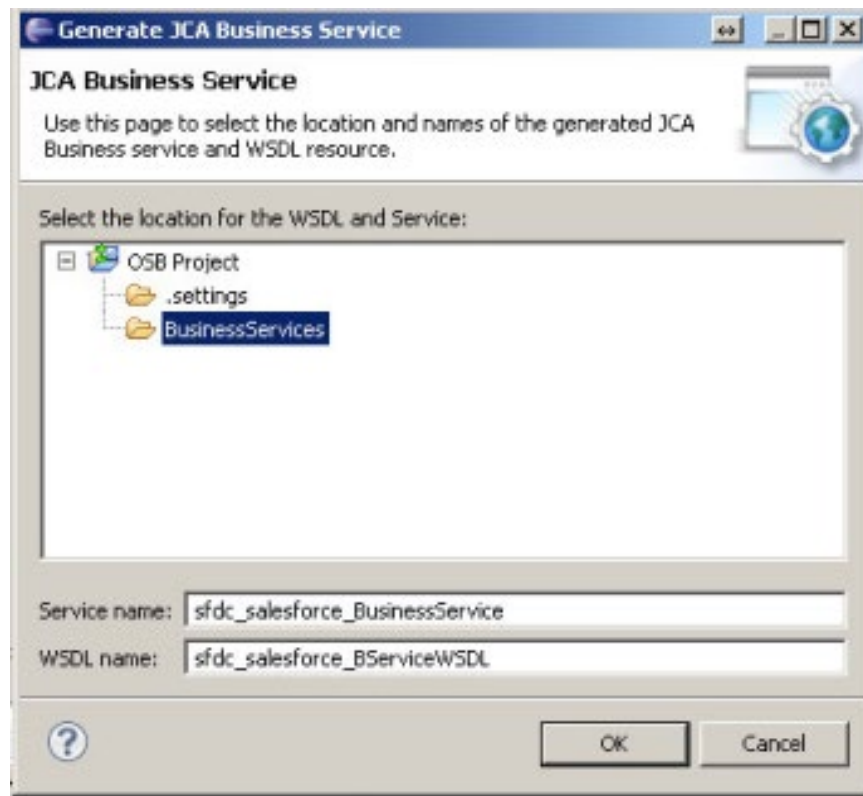 Generate JCA Business Service
JCA Business Service
Use this page to select the location and names of the generated JCA
Business service and WSDL resource.
Select the location for the WSDL and Service:
OSB Project
.settings
BusinessServices
Service name: sfdc_salesforce_BusinessService
WSDL name: sfdc_salesforce_BServiceWSDL
? OK Cancel